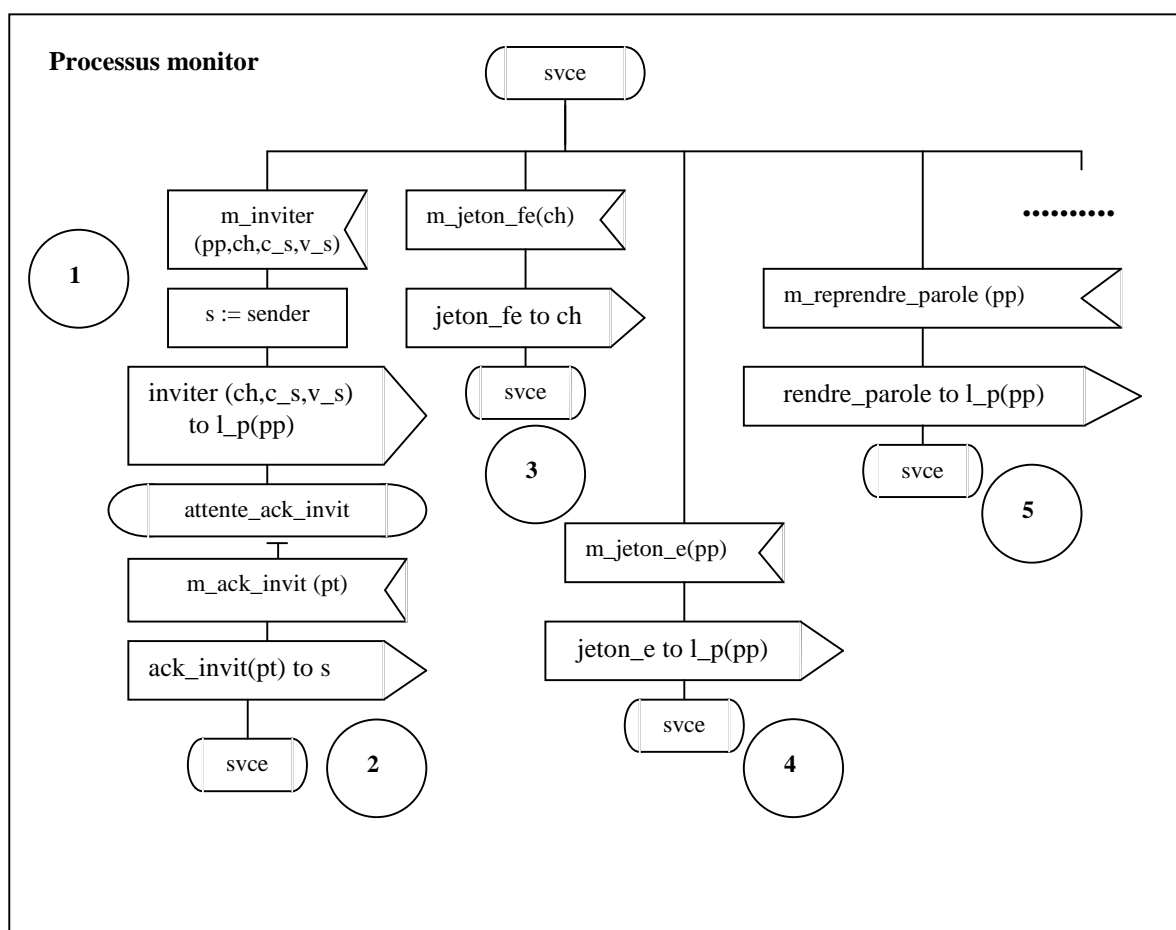 Processus monitor
svce
m_inviter
(pp,ch,c_s,v_s)
1
s := sender
inviter (ch,c_s,v_s)
to l_p(pp)
attente_ack_invit
m_ack_invit (pt)
ack_invit(pt) to s
svce
2
m_jeton_fe(ch)
jeton_fe to ch
svce
3
m_jeton_e(pp)
jeton_e to l_p(pp)
svce
4
..........
m_reprendre_parole (pp)
rendre_parole to l_p(pp)
svce
5